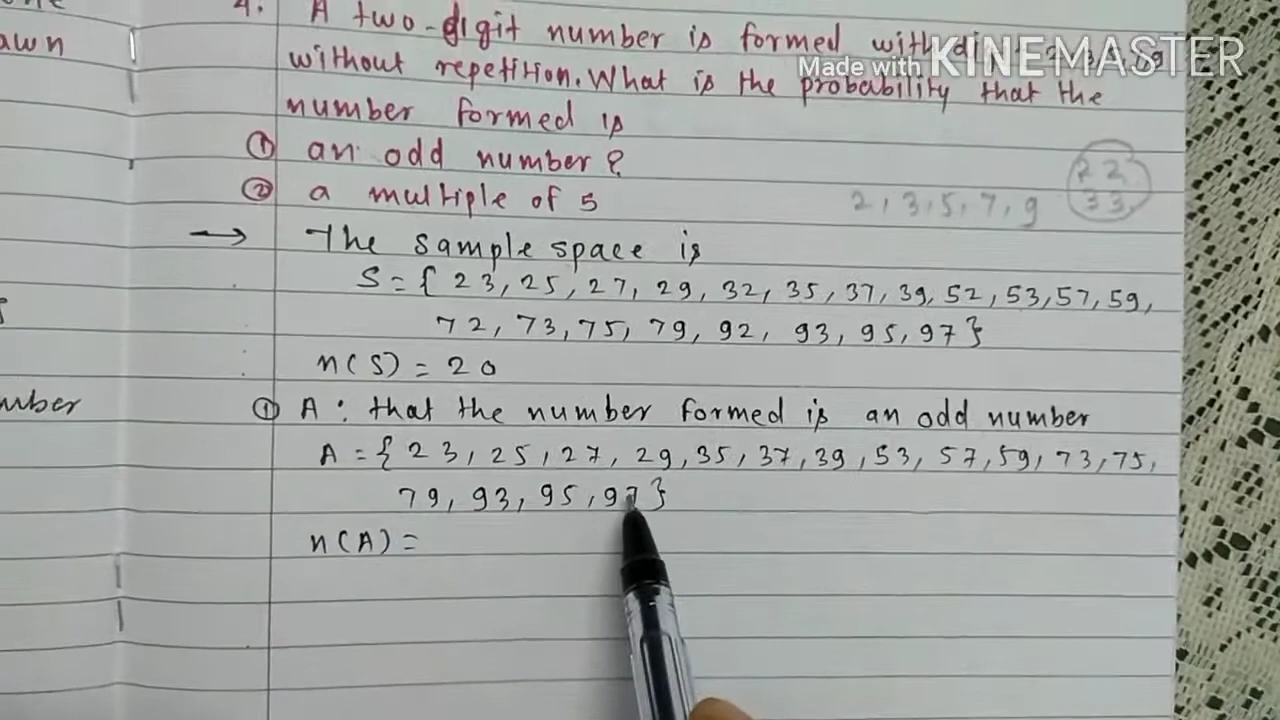 awn
4. A two-digit number is formed with
Made with KINEMASTER
without repetition. What is the probability that the
number formed is
① an odd number?
② a multiple of 5
2, 3, 5, 7, 9
22
33,
→ The sample space is
S = { 23, 25, 27, 29, 32, 35, 37, 39, 52, 53, 57, 59,
72, 73, 75, 79, 92, 93, 95, 97 }
n(S) = 20
mber
① A : that the number formed is an odd number
A = { 23, 25, 27, 29, 35, 37, 39, 53, 57, 59, 73, 75,
79, 93, 95, 97 }
n(A) =